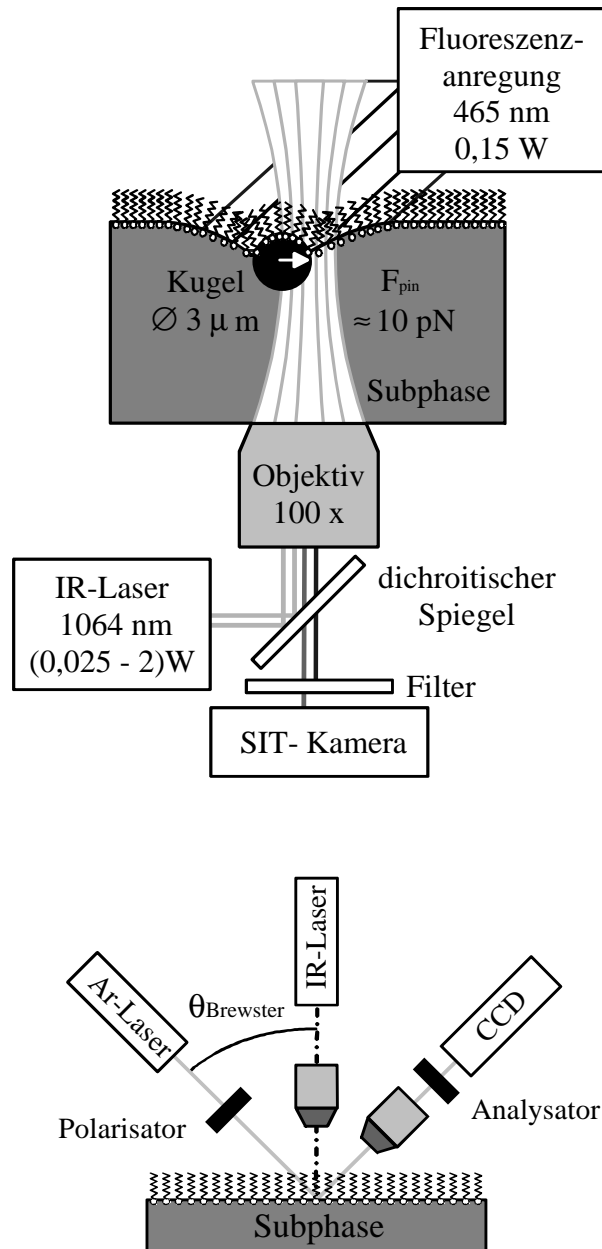 Fluoreszenz-
anregung
465 nm
0,15 W
Kugel
∅ 3 μ m
Fpin
≈ 10 pN
Subphase
Objektiv
100 x
IR-Laser
1064 nm
(0,025 - 2)W
dichroitischer
Spiegel
Filter
SIT- Kamera
IR-Laser
Ar-Laser
θBrewster
CCD
Polarisator
Analysator
Subphase